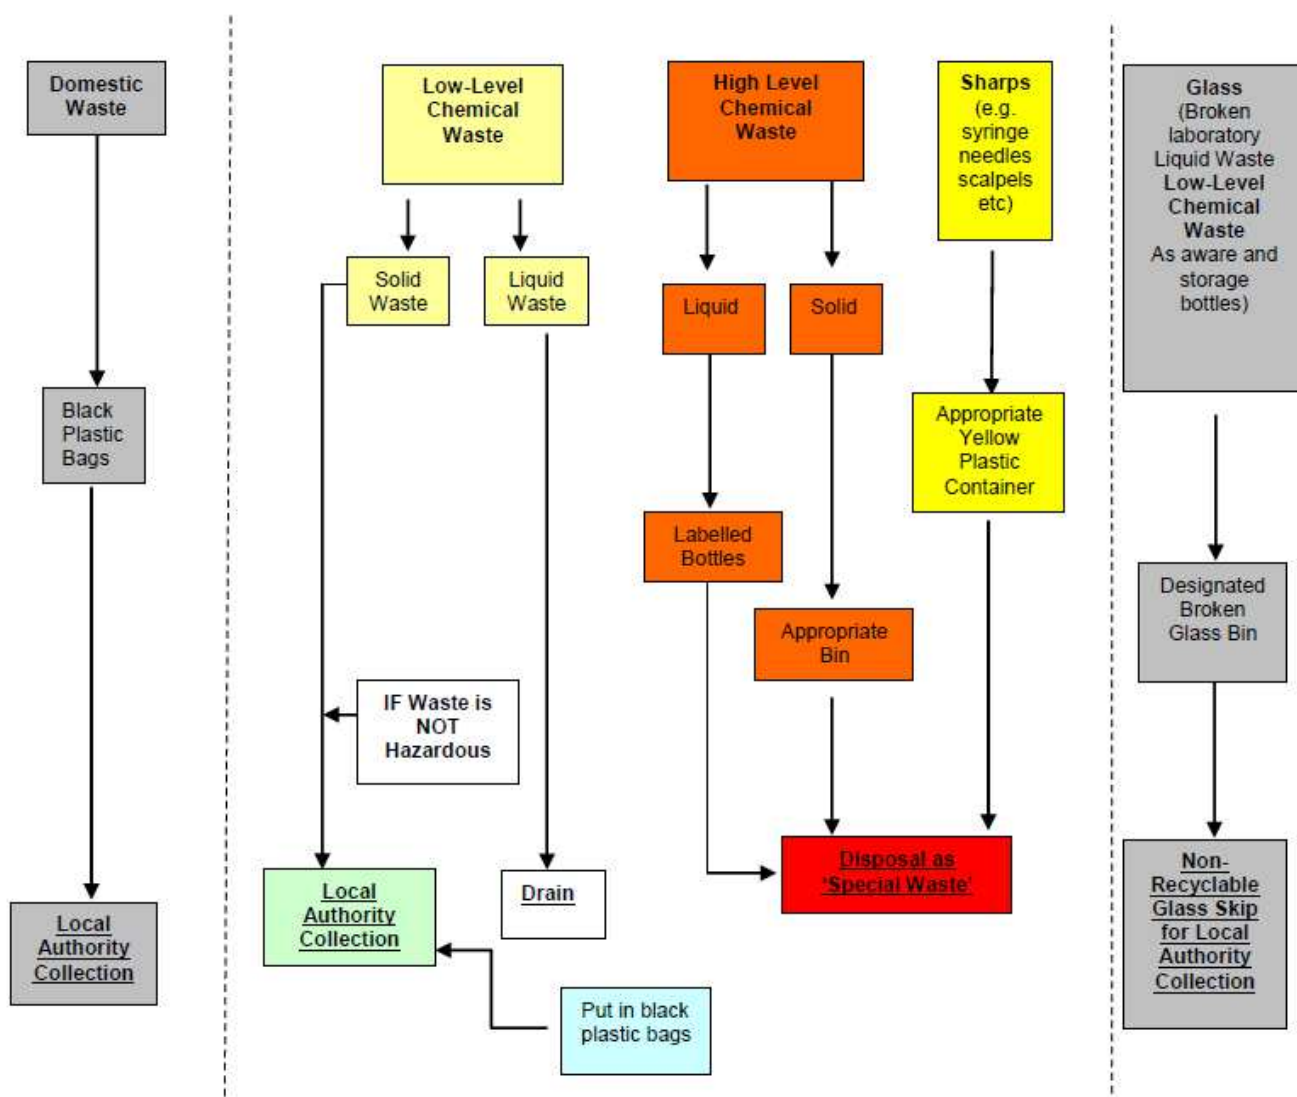 Domestic
Waste
Black
Plastic
Bags
Local
Authority
Collection
Low-Level
Chemical
Waste
Solid
Waste
Liquid
Waste
IF Waste is
NOT
Hazardous
Local
Authority
Collection
Drain
Put in black
plastic bags
High Level
Chemical
Waste
Liquid
Solid
Labelled
Bottles
Appropriate
Bin
Sharps
(e.g.
syringe
needles
scalpels
etc)
Appropriate
Yellow
Plastic
Container
Disposal as
‘Special Waste’
Glass
(Broken
laboratory
Liquid Waste
Low-Level
Chemical
Waste
As aware and
storage
bottles)
Designated
Broken
Glass Bin
Non-
Recyclable
Glass Skip
for Local
Authority
Collection